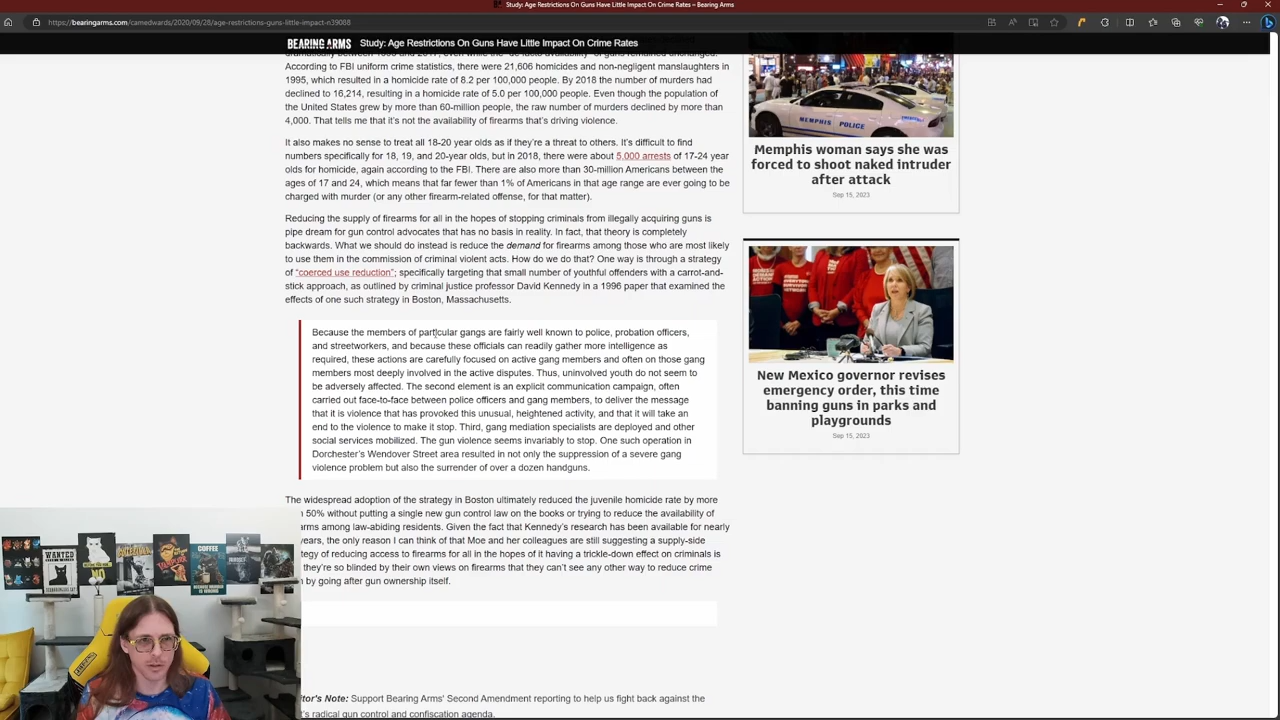 Study: Age Restrictions On Guns Have Little Impact On Crime Rates – Bearing Arms
https://bearingarms.com/camedwards/2020/09/28/age-restrictions-guns-little-impact-n39088
BEARING ARMS Study: Age Restrictions On Guns Have Little Impact On Crime Rates
According to FBI uniform crime statistics, there were 21,606 homicides and non-negligent manslaughters in
1995, which resulted in a homicide rate of 8.2 per 100,000 people. By 2018 the number of murders had
declined to 16,214, resulting in a homicide rate of 5.0 per 100,000 people. Even though the population of
the United States grew by more than 60-million people, the raw number of murders declined by more than
4,000. That tells me that it's not the availability of firearms that's driving violence.
It also makes no sense to treat all 18-20 year olds as if they're a threat to others. It's difficult to find
numbers specifically for 18, 19, and 20-year olds, but in 2018, there were about 5,000 arrests of 17-24 year
olds for homicide, again according to the FBI. There are also more than 30-million Americans between the
ages of 17 and 24, which means that far fewer than 1% of Americans in that age range are ever going to be
charged with murder (or any other firearm-related offense, for that matter).
Reducing the supply of firearms for all in the hopes of stopping criminals from illegally acquiring guns is
pipe dream for gun control advocates that has no basis in reality. In fact, that theory is completely
backwards. What we should do instead is reduce the demand for firearms among those who are most likely
to use them in the commission of criminal violent acts. How do we do that? One way is through a strategy
of "coerced use reduction"; specifically targeting that small number of youthful offenders with a carrot-and-
stick approach, as outlined by criminal justice professor David Kennedy in a 1996 paper that examined the
effects of one such strategy in Boston, Massachusetts.
Because the members of particular gangs are fairly well known to police, probation officers,
and streetworkers, and because these officials can readily gather more intelligence as
required, these actions are carefully focused on active gang members and often on those gang
members most deeply involved in the active disputes. Thus, uninvolved youth do not seem to
be adversely affected. The second element is an explicit communication campaign, often
carried out face-to-face between police officers and gang members, to deliver the message
that it is violence that has provoked this unusual, heightened activity, and that it will take an
end to the violence to make it stop. Third, gang mediation specialists are deployed and other
social services mobilized. The gun violence seems invariably to stop. One such operation in
Dorchester's Wendover Street area resulted in not only the suppression of a severe gang
violence problem but also the surrender of over a dozen handguns.
The widespread adoption of the strategy in Boston ultimately reduced the juvenile homicide rate by more
50% without putting a single new gun control law on the books or trying to reduce the availability of
arms among law-abiding residents. Given the fact that Kennedy's research has been available for nearly
years, the only reason I can think of that Moe and her colleagues are still suggesting a supply-side
tegy of reducing access to firearms for all in the hopes of it having a trickle-down effect on criminals is
they're so blinded by their own views on firearms that they can't see any other way to reduce crime
by going after gun ownership itself.
tor's Note: Support Bearing Arms' Second Amendment reporting to help us fight back against the
radical gun control and confiscation agenda.
MEMPHIS POLICE
Memphis woman says she was
forced to shoot naked intruder
after attack
Sep 15, 2023
New Mexico governor revises
emergency order, this time
banning guns in parks and
playgrounds
Sep 15, 2023
WANTED
COFFEE